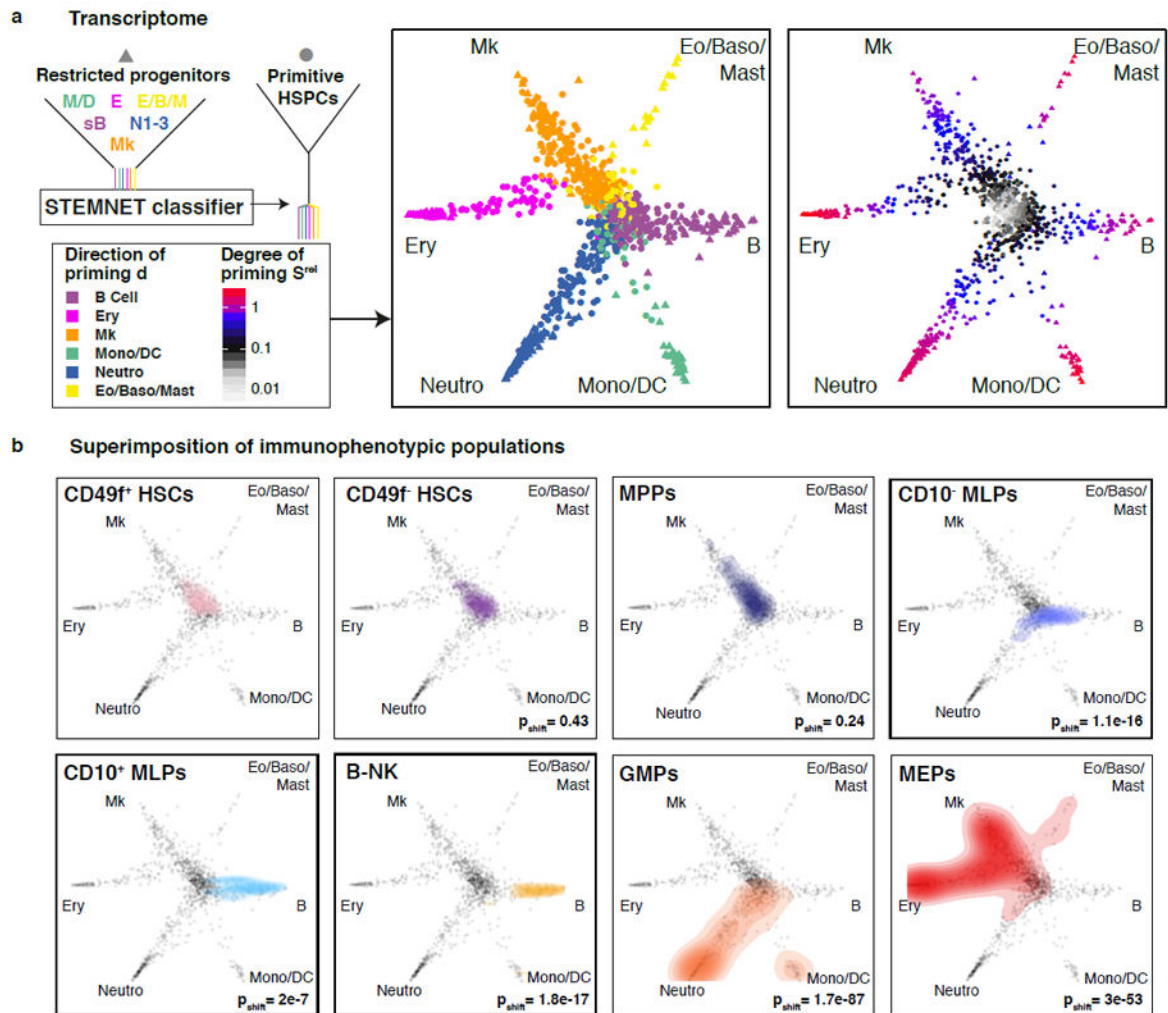 a Transcriptome
Restricted progenitors
M/D E E/B/M
sB N1-3
Mk
Primitive
HSPCs
STEMNET classifier
Direction of
priming d
B Cell
Ery
Mk
Mono/DC
Neutro
Eo/Baso/Mast
Degree of
priming S^rel
1
0.1
0.01
Mk
Eo/Baso/
Mast
Ery
B
Neutro
Mono/DC
Mk
Eo/Baso/
Mast
Ery
B
Neutro
Mono/DC
b Superimposition of immunophenotypic populations
CD49f⁺ HSCs
Eo/Baso/
Mast
Mk
Ery
B
Neutro
Mono/DC
CD49f⁻ HSCs
Eo/Baso/
Mast
Mk
Ery
B
Neutro
Mono/DC
p_shift = 0.43
MPPs
Eo/Baso/
Mast
Mk
Ery
B
Neutro
Mono/DC
p_shift = 0.24
CD10⁻ MLPs
Eo/Baso/
Mast
Mk
Ery
B
Neutro
Mono/DC
p_shift = 1.1e-16
CD10⁺ MLPs
Eo/Baso/
Mast
Mk
Ery
B
Neutro
Mono/DC
p_shift = 2e-7
B-NK
Eo/Baso/
Mast
Mk
Ery
B
Neutro
Mono/DC
p_shift = 1.8e-17
GMPs
Eo/Baso/
Mast
Mk
Ery
B
Neutro
Mono/DC
p_shift = 1.7e-87
MEPs
Eo/Baso/
Mast
Mk
Ery
B
Neutro
Mono/DC
p_shift = 3e-53